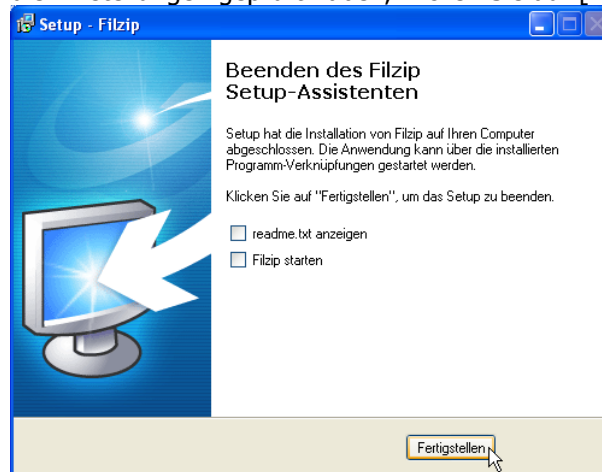 Setup - Filzip
Beenden des Filzip
Setup-Assistenten
Setup hat die Installation von Filzip auf Ihren Computer
abgeschlossen. Die Anwendung kann über die installierten
Programm-Verknüpfungen gestartet werden.
Klicken Sie auf "Fertigstellen", um das Setup zu beenden.
readme.txt anzeigen
Filzip starten
Fertigstellen